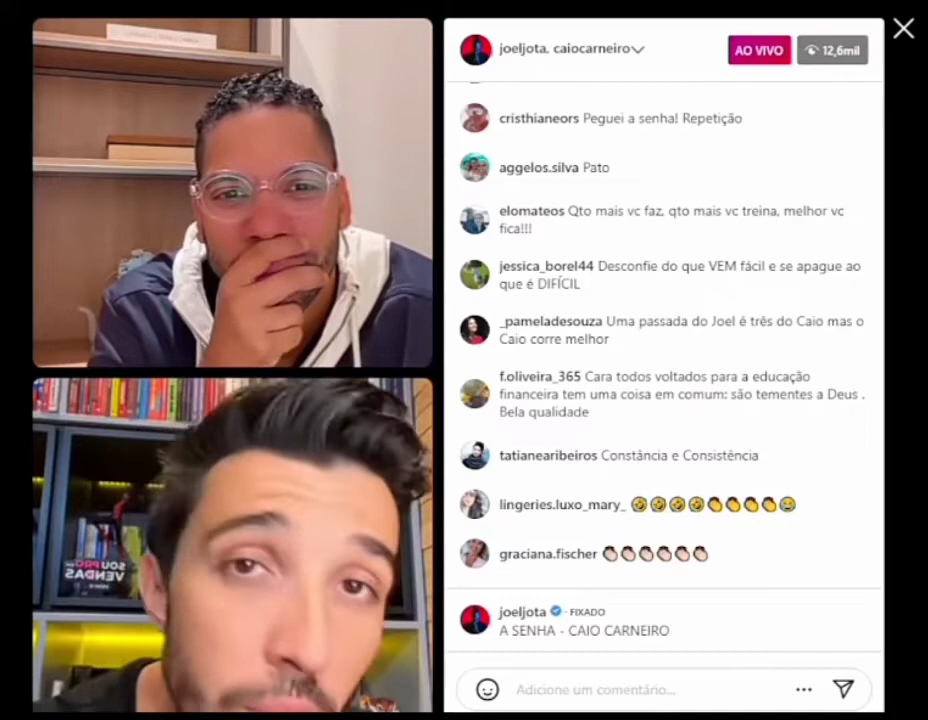 joeljota, caiocarneiro
AO VIVO
12,6mil
cristhianeors Peguei a senha! Repetição
aggelos.silva Pato
elomateos Qto mais vc faz, qto mais vc treina, melhor vc
fica!!!
jessica_borel44 Desconfie do que VEM fácil e se apague ao
que é DIFÍCIL
_pameladesouza Uma passada do Joel é três do Caio mas o
Caio corre melhor
f.oliveira_365 Cara todos voltados para a educação
financeira tem uma coisa em comum: são tementes a Deus .
Bela qualidade
tatianearibeiros Constância e Consistência
lingeries.luxo_mary_ 🤣🤣🤣🤣👏👏👏👏😂
graciana.fischer 👏🏻👏🏻👏🏻👏🏻👏🏻👏🏻
joeljota · FIXADO
A SENHA - CAIO CARNEIRO
Adicione um comentário...
SOU PRO
VENDAS